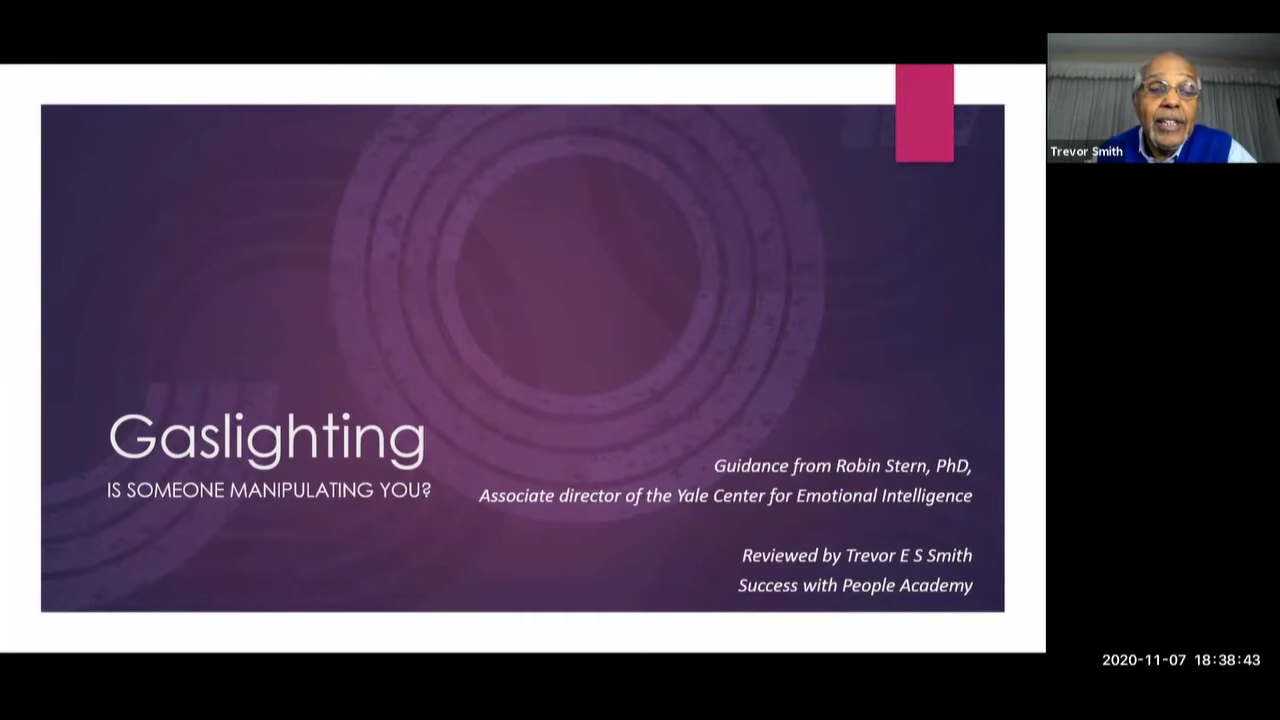 Gaslighting
IS SOMEONE MANIPULATING YOU?
Guidance from Robin Stern, PhD,
Associate director of the Yale Center for Emotional Intelligence
Reviewed by Trevor E S Smith
Success with People Academy
Trevor Smith
2020-11-07 18:38:43